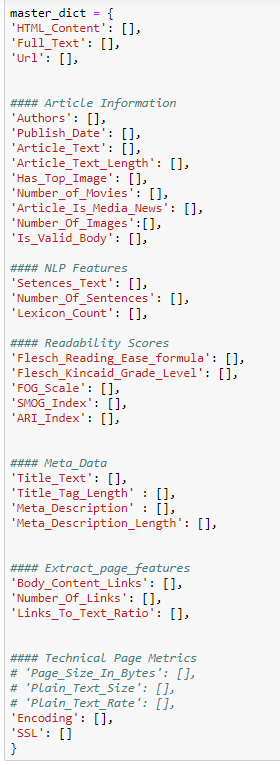 master_dict = {
'HTML_Content': [],
'Full_Text': [],
'Url': [],
#### Article Information
'Authors': [],
'Publish_Date': [],
'Article_Text': [],
'Article_Text_Length': [],
'Has_Top_Image': [],
'Number_of_Movies': [],
'Article_Is_Media_News': [],
'Number_Of_Images':[],
'Is_Valid_Body': [],
#### NLP Features
'Setences_Text': [],
'Number_Of_Sentences': [],
'Lexicon_Count': [],
#### Readability Scores
'Flesch_Reading_Ease_formula': [],
'Flesch_Kincaid_Grade_Level': [],
'FOG_Scale': [],
'SMOG_Index': [],
'ARI_Index': [],
#### Meta_Data
'Title_Text': [],
'Title_Tag_Length' : [],
'Meta_Description' : [],
'Meta_Description_Length': [],
#### Extract_page_features
'Body_Content_Links': [],
'Number_Of_Links': [],
'Links_To_Text_Ratio': [],
#### Technical Page Metrics
# 'Page_Size_In_Bytes': [],
# 'Plain_Text_Size': [],
# 'Plain_Text_Rate': [],
'Encoding': [],
'SSL': []
}